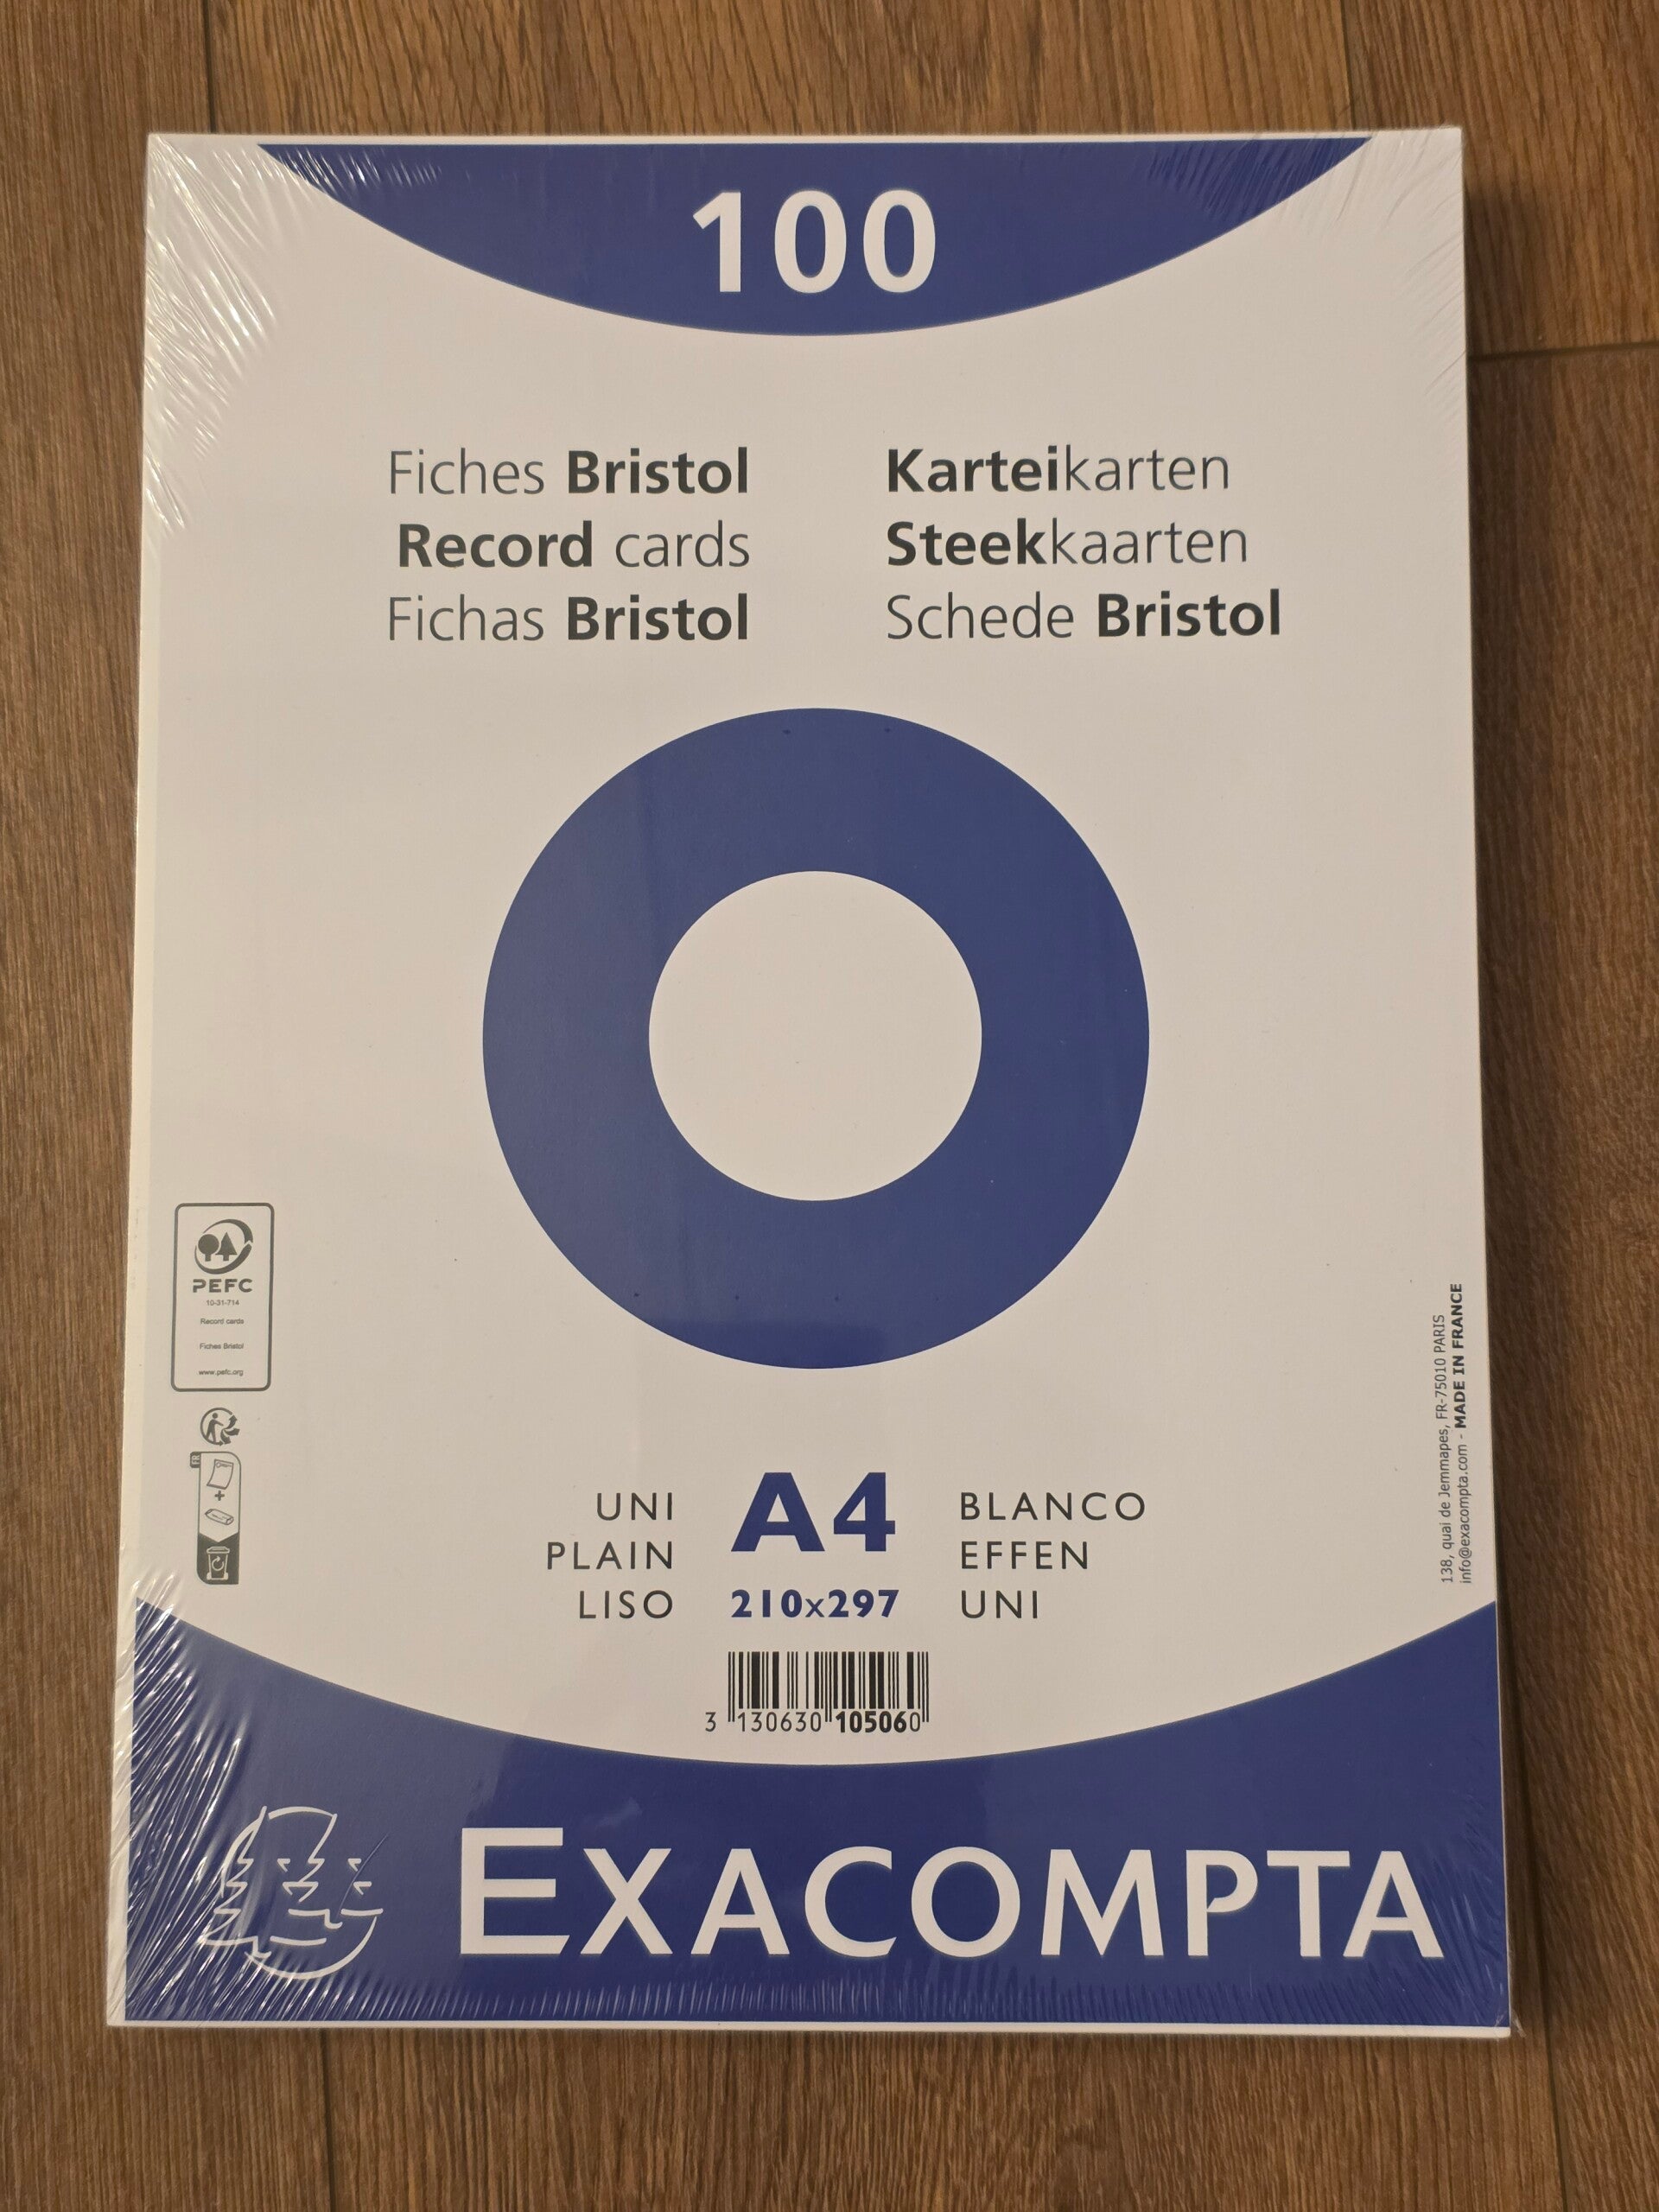 100
Fiches Bristol
Record cards
Fichas Bristol
Karteikarten
Steekkaarten
Schede Bristol
PEFC
10-31-714
Record cards
Fiches Bristol
www.pefc.org
FR
138, quai de Jemmapes, FR-75010 PARIS
info@exacompta.com - MADE IN FRANCE
UNI
PLAIN
LISO
A4
210x297
BLANCO
EFFEN
UNI
3 130630 105060
EXACOMPTA